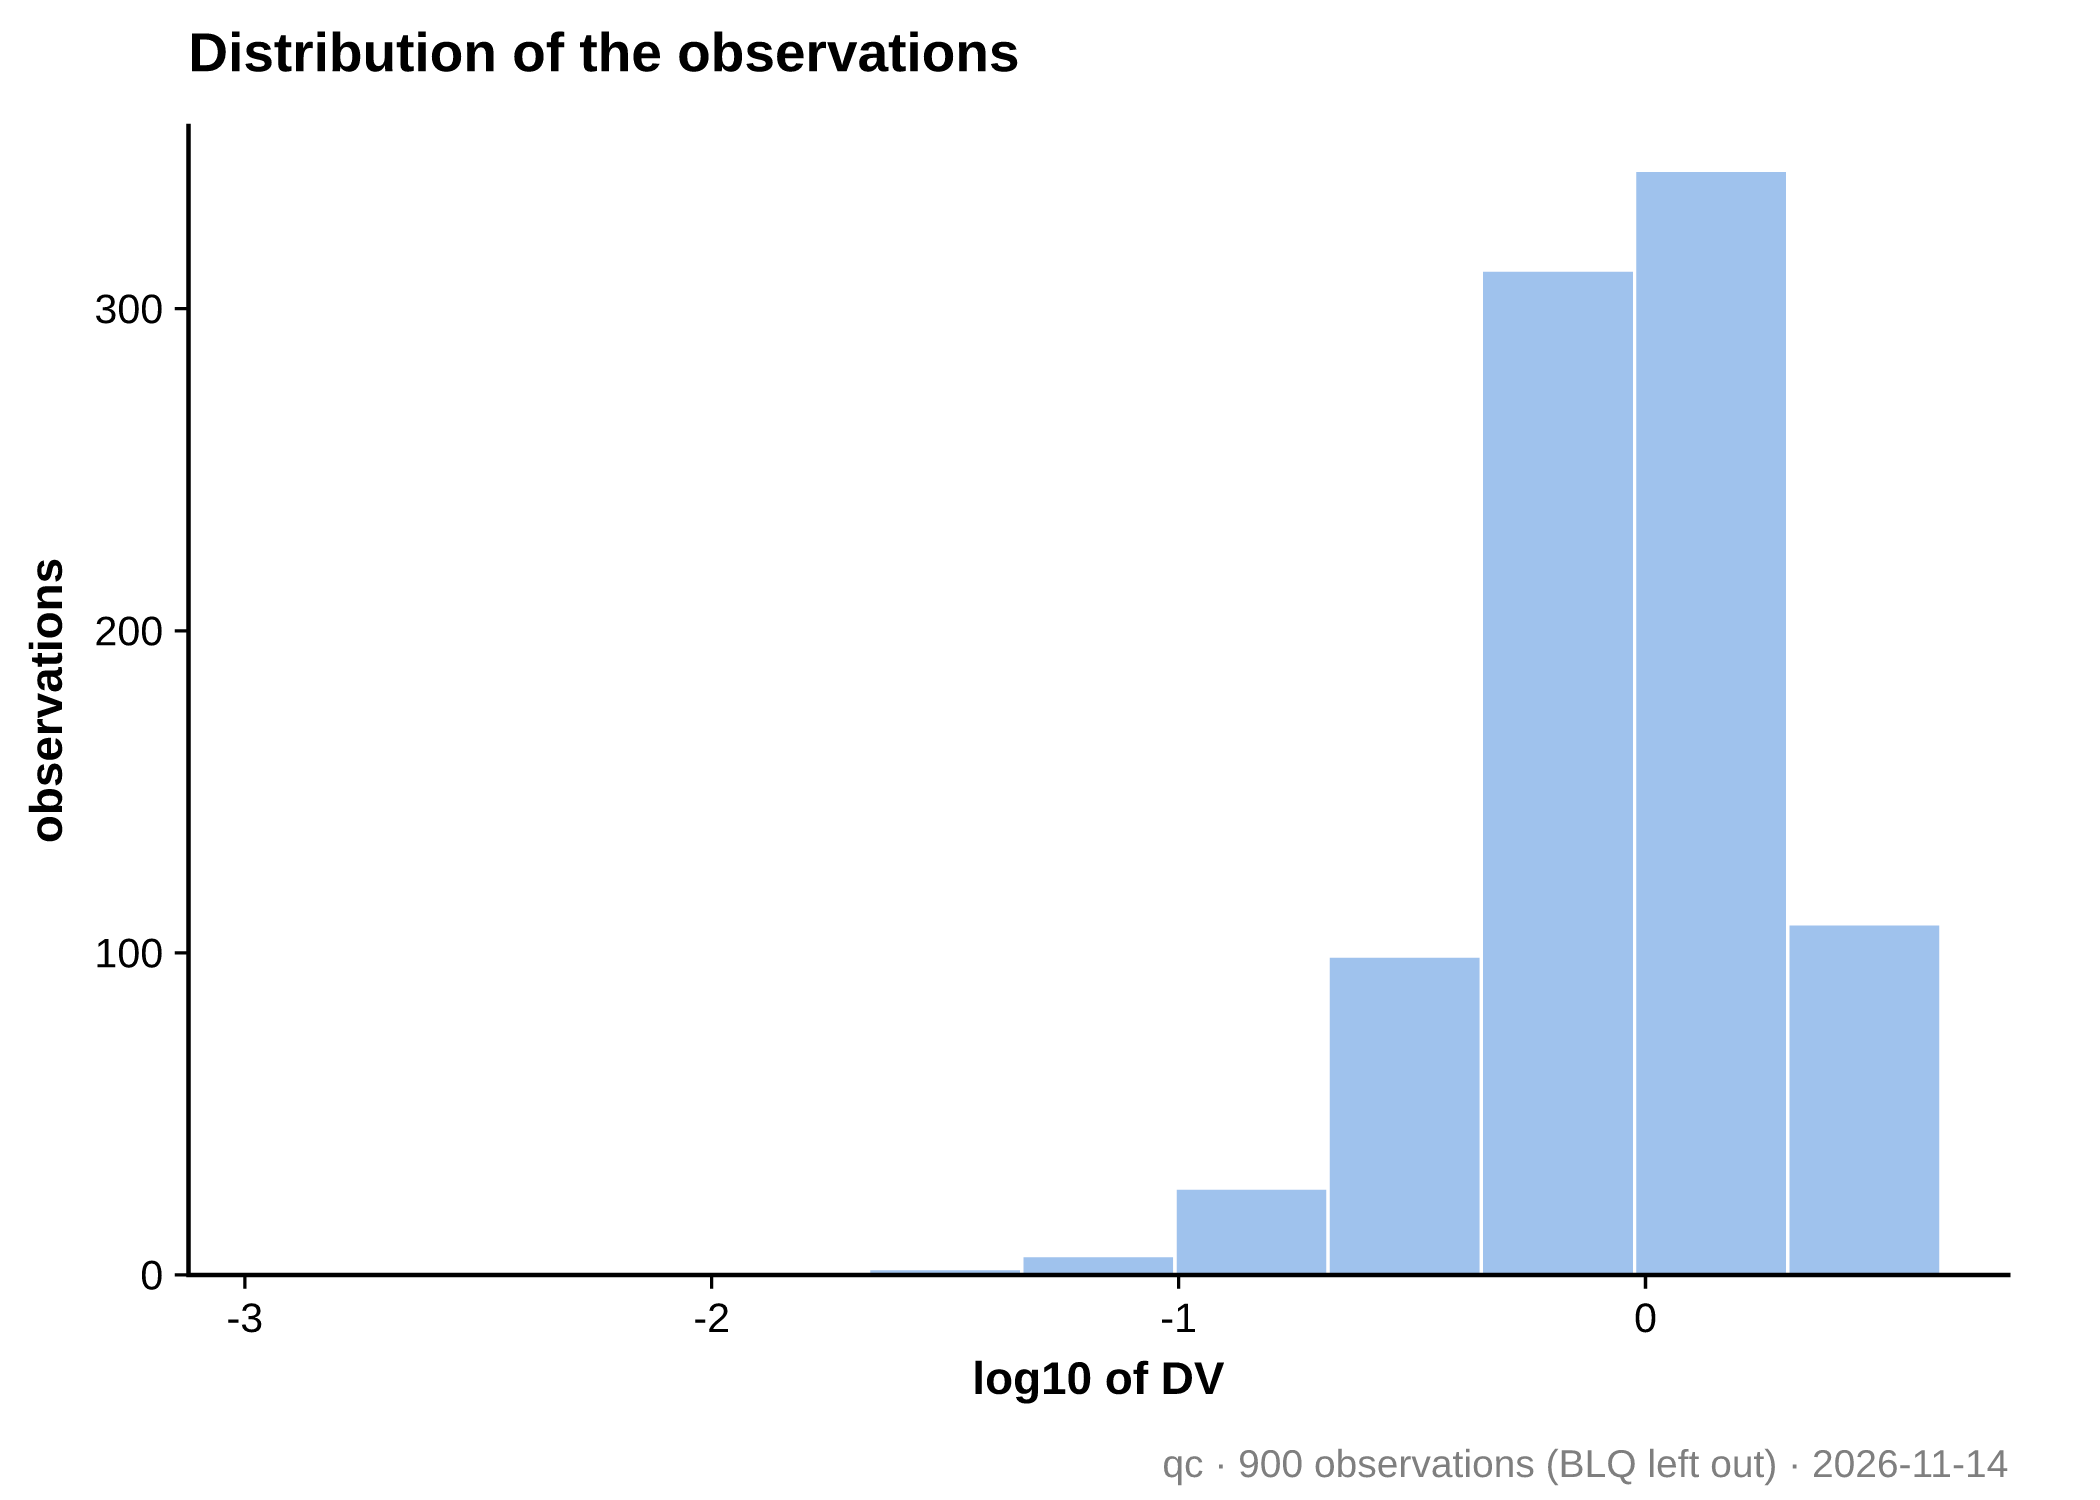 Distribution of the observations
observations
300
200
100
0
-3 -2 -1 0
log10 of DV
qc · 900 observations (BLQ left out) · 2026-11-14